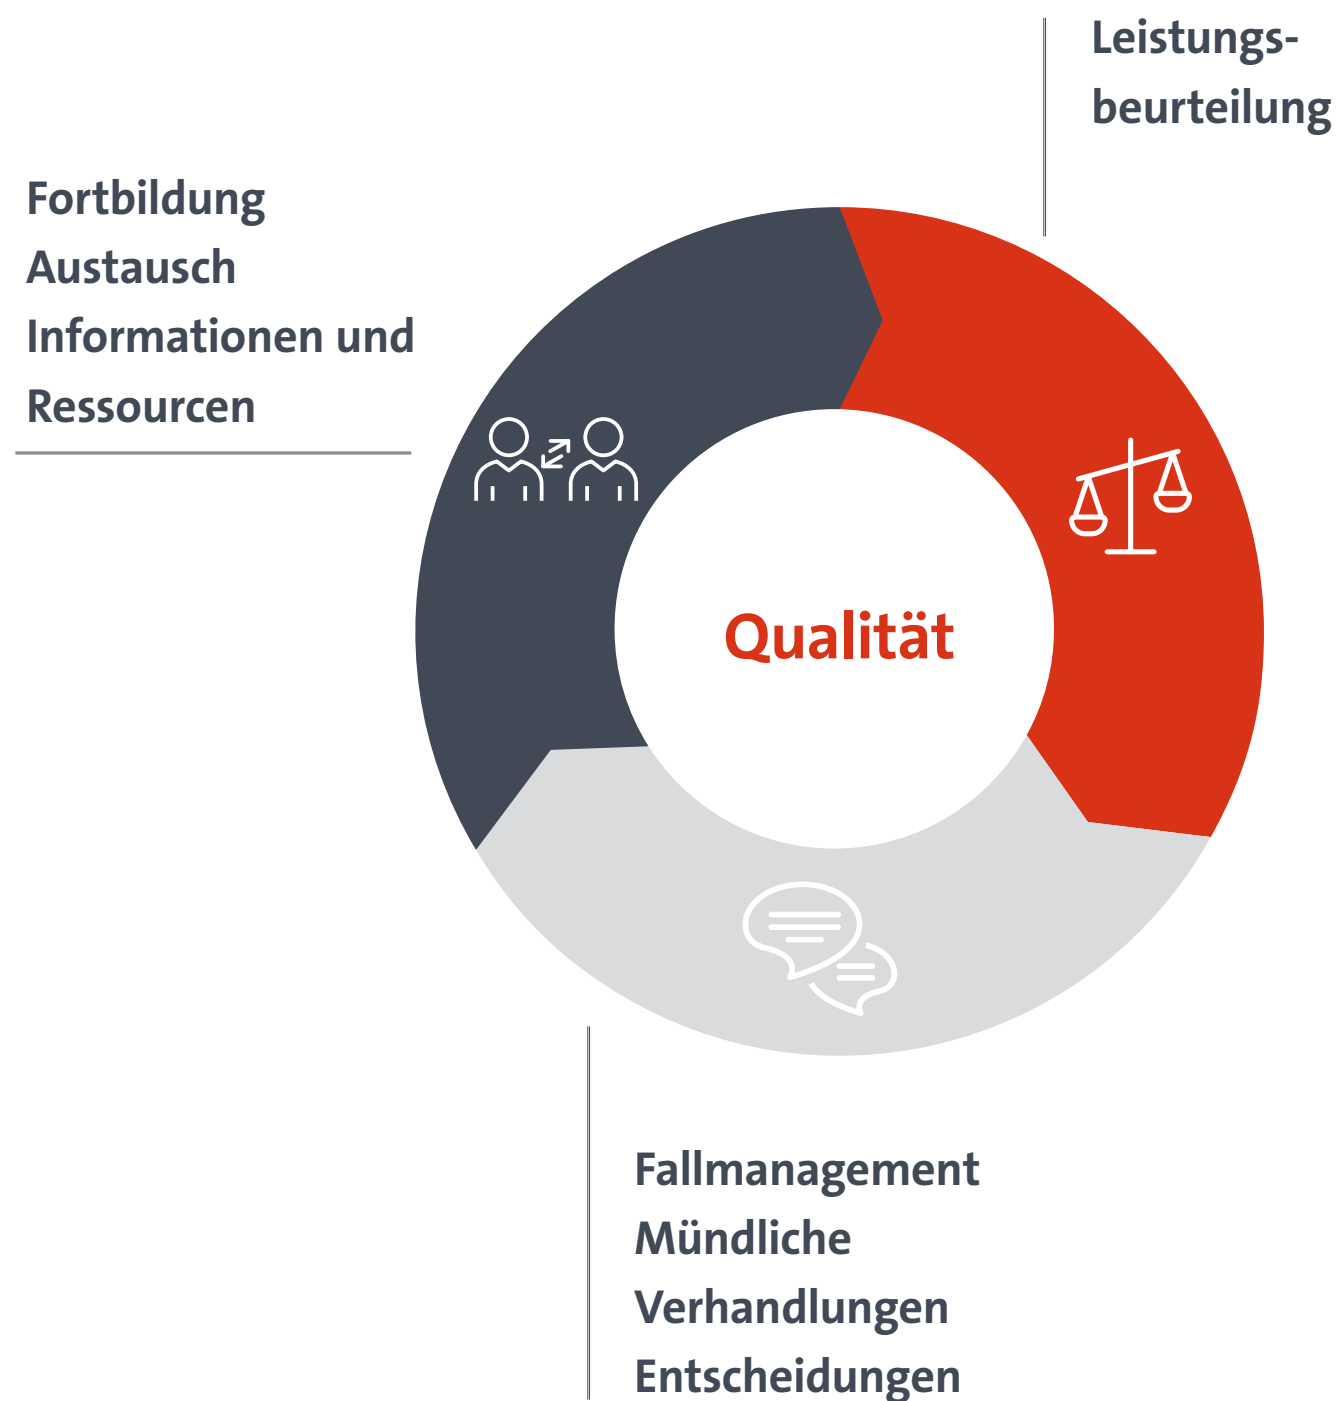 Leistungs-
beurteilung
Fortbildung
Austausch
Informationen und
Ressourcen
Qualität
Fallmanagement
Mündliche
Verhandlungen
Entscheidungen